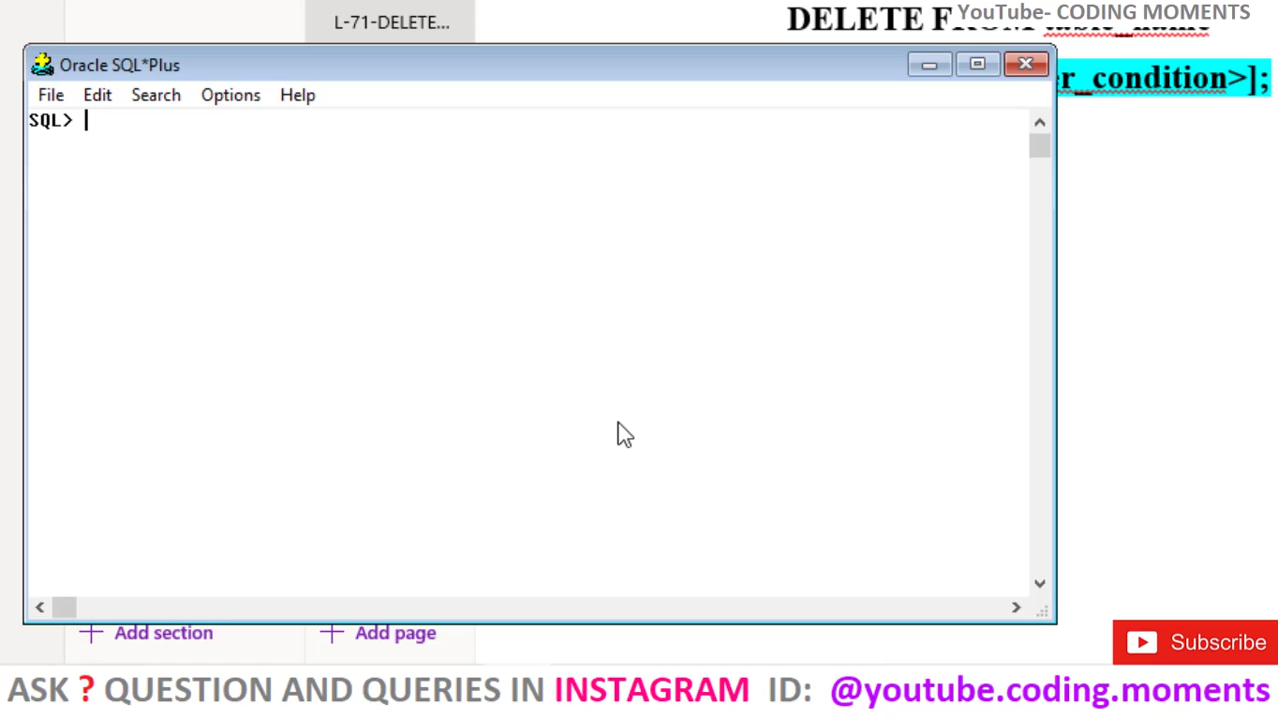 L-71-DELETE...
YouTube- CODING MOMENTS
DELETE F
Oracle SQL*Plus
er_condition>];
File Edit Search Options Help
SQL>
Add section
Add page
Subscribe
ASK ? QUESTION AND QUERIES IN INSTAGRAM ID: @youtube.coding.moments